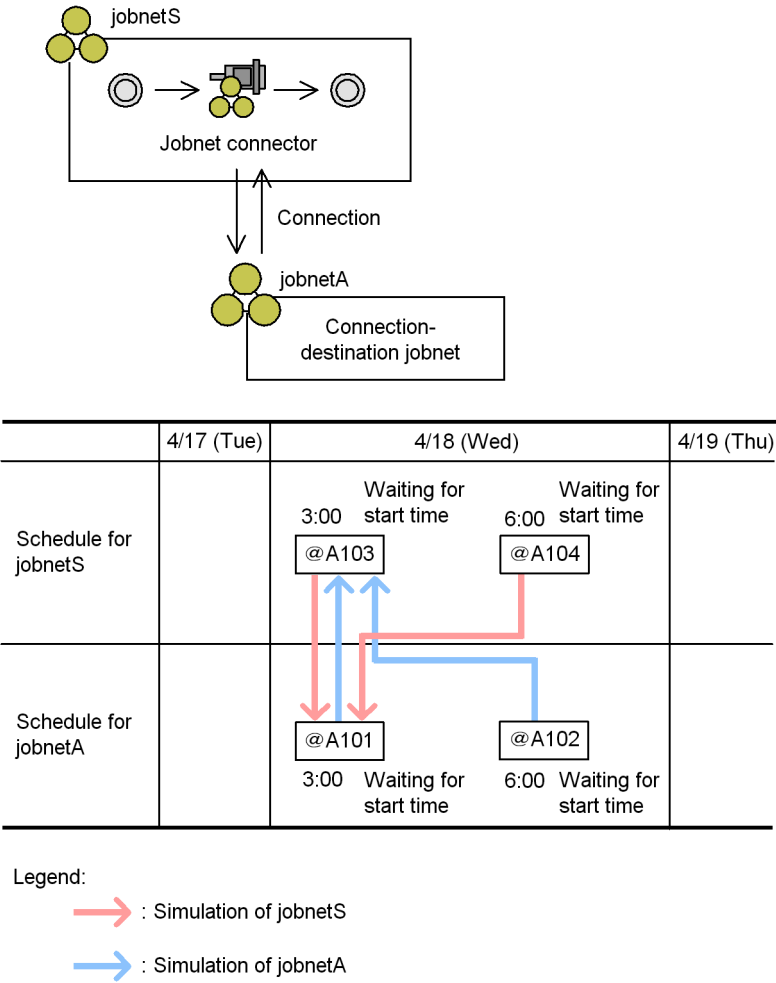 jobnetS
Jobnet connector
Connection
jobnetA
Connection-
destination jobnet
4/17 (Tue)
4/18 (Wed)
4/19 (Thu)
Schedule for
jobnetS
3:00
Waiting for
start time
6:00
Waiting for
start time
@A103
@A104
Schedule for
jobnetA
@A101
@A102
3:00
Waiting for
start time
6:00
Waiting for
start time
Legend:
: Simulation of jobnetS
: Simulation of jobnetA